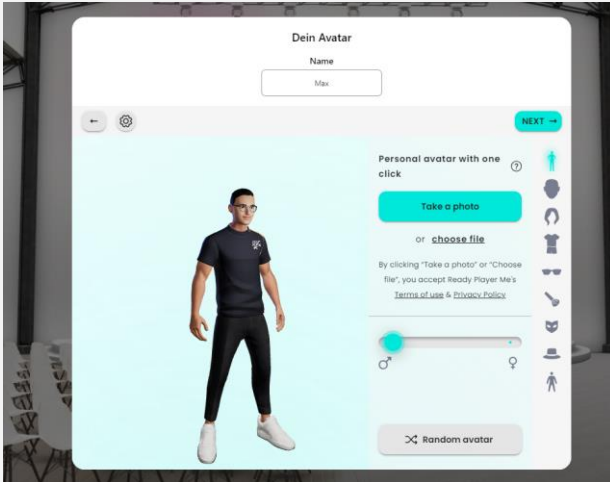 Dein Avatar
Name
Max
←
NEXT →
Personal avatar with one
click
?
Take a photo
or choose file
By clicking "Take a photo" or "Choose
file", you accept Ready Player Me's
Terms of use & Privacy Policy
♂
♀
Random avatar